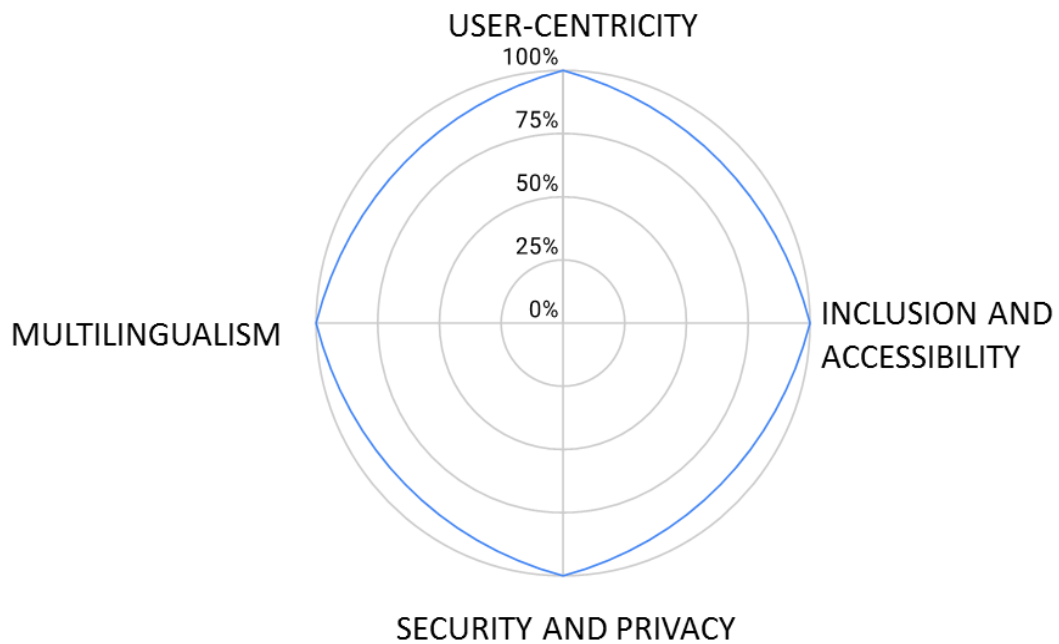 USER-CENTRICITY
100%
75%
50%
25%
0%
MULTILINGUALISM
INCLUSION AND
ACCESSIBILITY
SECURITY AND PRIVACY